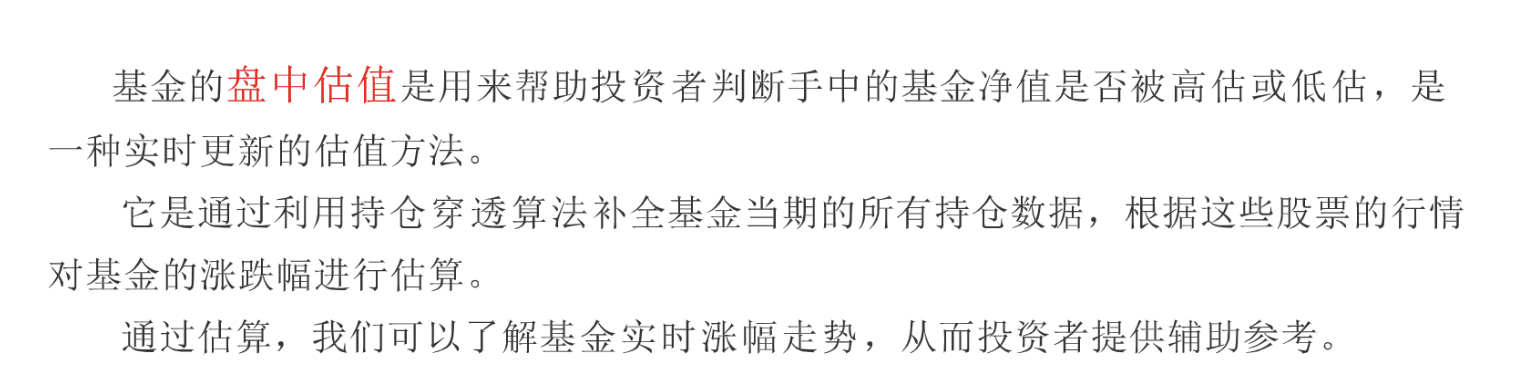 基金的盘中估值是用来帮助投资者判断手中的基金净值是否被高估或低估，是
一种实时更新的估值方法。
它是通过利用持仓穿透算法补全基金当期的所有持仓数据，根据这些股票的行情
对基金的涨跌幅进行估算。
通过估算，我们可以了解基金实时涨幅走势，从而投资者提供辅助参考。